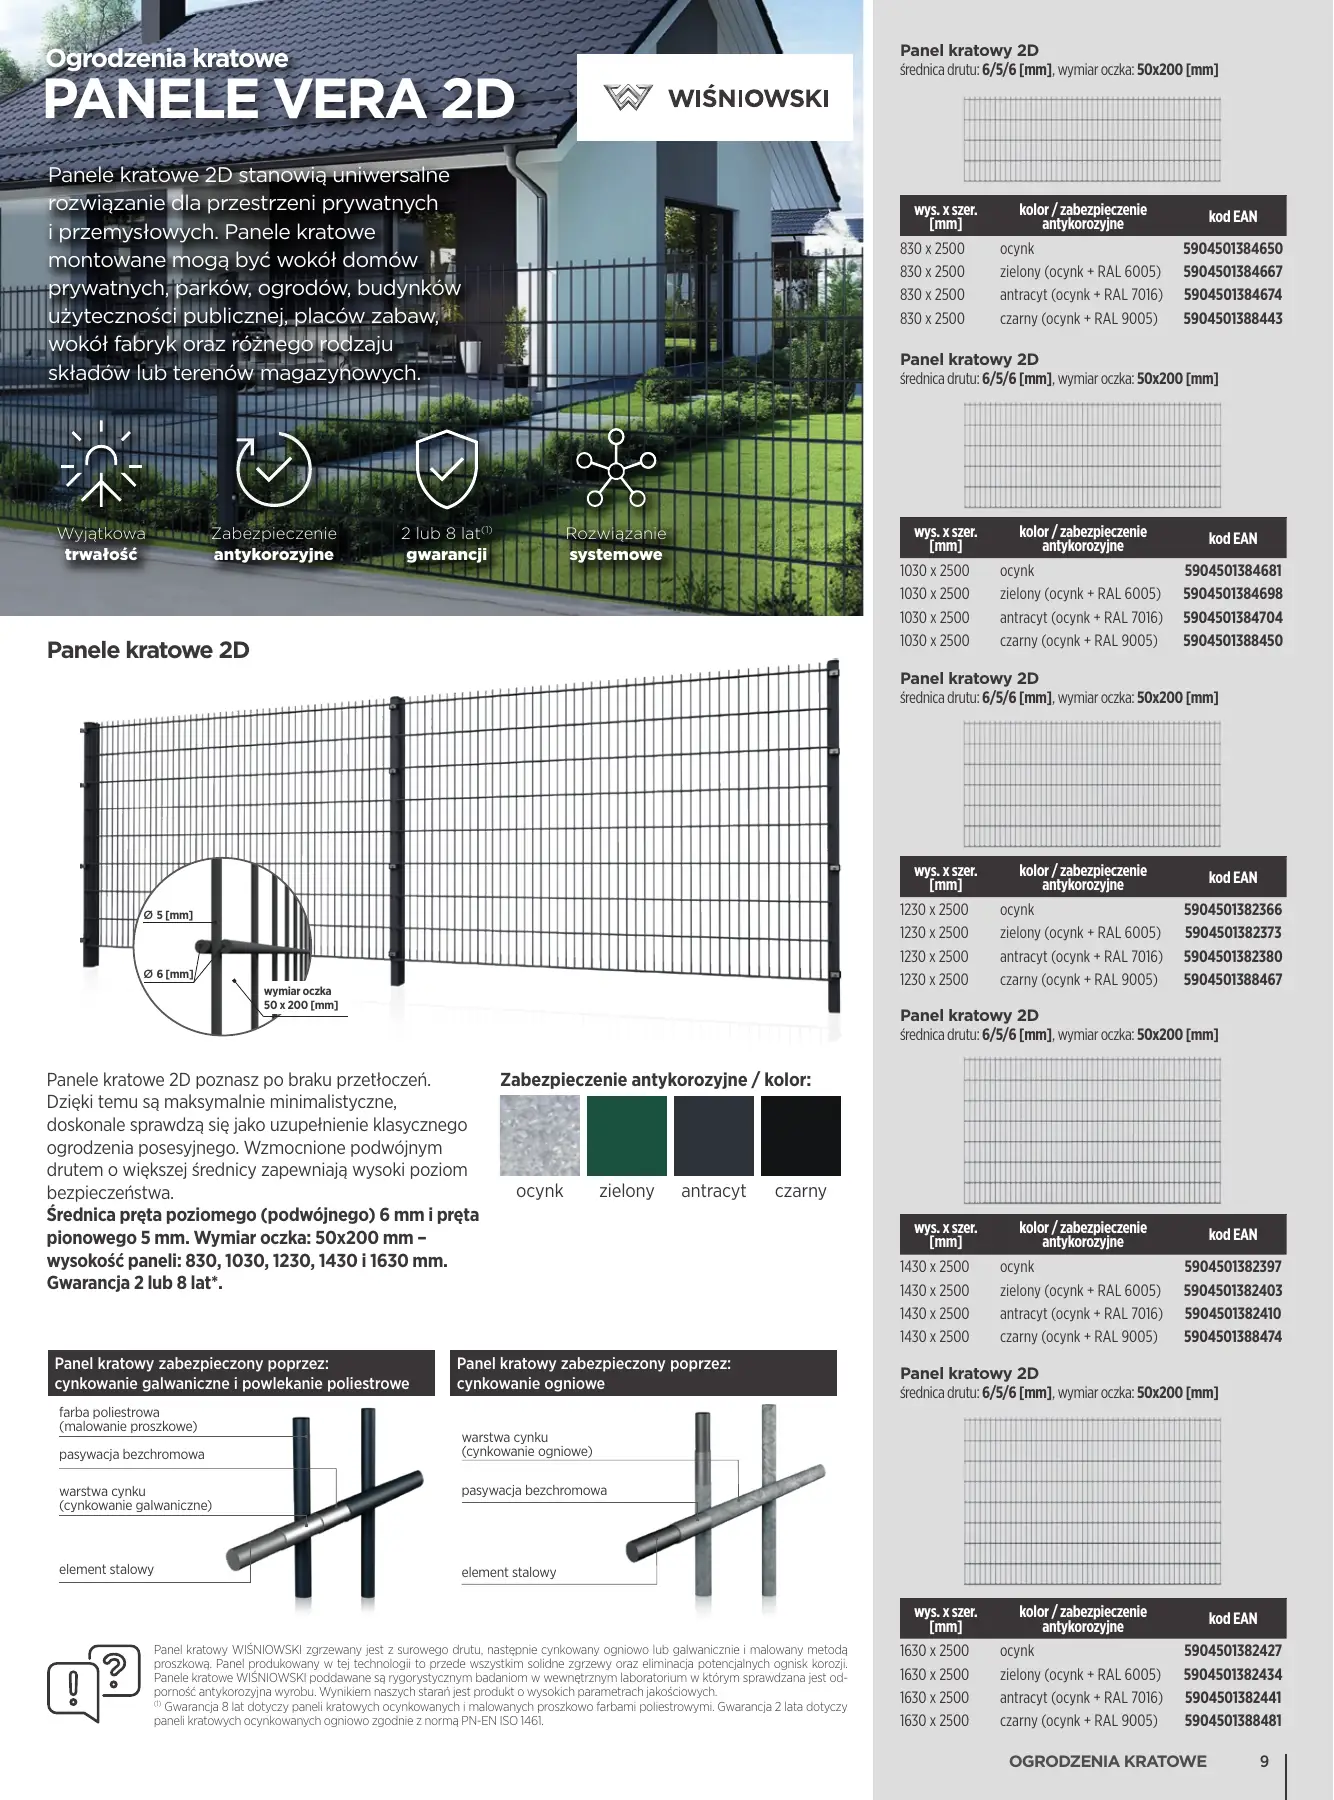 Ogrodzenia kratowe
PANELE VERA 2D
WIŚNIOWSKI
Panele kratowe 2D stanowią uniwersalne
rozwiązanie dla przestrzeni prywatnych
i przemysłowych. Panele kratowe
montowane mogą być wokół domów
prywatnych, parków, ogrodów, budynków
użyteczności publicznej, placów zabaw,
wokół fabryk oraz różnego rodzaju
składów lub terenów magazynowych.
Wyjątkowa
trwałość
Zabezpieczenie
antykorozyjne
2 lub 8 lat(1)
gwarancji
Rozwiązanie
systemowe
Panele kratowe 2D
Ø 5 [mm]
Ø 6 [mm]
wymiar oczka
50 x 200 [mm]
Panele kratowe 2D poznasz po braku przetłoczeń.
Dzięki temu są maksymalnie minimalistyczne,
doskonale sprawdzą się jako uzupełnienie klasycznego
ogrodzenia posesyjnego. Wzmocnione podwójnym
drutem o większej średnicy zapewniają wysoki poziom
bezpieczeństwa.
Średnica pręta poziomego (podwójnego) 6 mm i pręta
pionowego 5 mm. Wymiar oczka: 50x200 mm –
wysokość paneli: 830, 1030, 1230, 1430 i 1630 mm.
Gwarancja 2 lub 8 lat*.
Zabezpieczenie antykorozyjne / kolor:
ocynk zielony antracyt czarny
Panel kratowy zabezpieczony poprzez:
cynkowanie galwaniczne i powlekanie poliestrowe
farba poliestrowa
(malowanie proszkowe)
pasywacja bezchromowa
warstwa cynku
(cynkowanie galwaniczne)
element stalowy
Panel kratowy zabezpieczony poprzez:
cynkowanie ogniowe
warstwa cynku
(cynkowanie ogniowe)
pasywacja bezchromowa
element stalowy
Panel kratowy WIŚNIOWSKI zgrzewany jest z surowego drutu, następnie cynkowany ogniowo lub galwanicznie i malowany metodą
proszkową. Panel produkowany w tej technologii to przede wszystkim solidne zgrzewy oraz eliminacja potencjalnych ognisk korozji.
Panele kratowe WIŚNIOWSKI poddawane są rygorystycznym badaniom w wewnętrznym laboratorium w którym sprawdzana jest od-
porność antykorozyjna wyrobu. Wynikiem naszych starań jest produkt o wysokich parametrach jakościowych.
(1) Gwarancja 8 lat dotyczy paneli kratowych ocynkowanych i malowanych proszkowo farbami poliestrowymi. Gwarancja 2 lata dotyczy
paneli kratowych ocynkowanych ogniowo zgodnie z normą PN-EN ISO 1461.
Panel kratowy 2D
średnica drutu: 6/5/6 [mm], wymiar oczka: 50x200 [mm]
wys. x szer. [mm] kolor / zabezpieczenie antykorozyjne kod EAN
830 x 2500 ocynk 5904501384650
830 x 2500 zielony (ocynk + RAL 6005) 5904501384667
830 x 2500 antracyt (ocynk + RAL 7016) 5904501384674
830 x 2500 czarny (ocynk + RAL 9005) 5904501388443
Panel kratowy 2D
średnica drutu: 6/5/6 [mm], wymiar oczka: 50x200 [mm]
wys. x szer. [mm] kolor / zabezpieczenie antykorozyjne kod EAN
1030 x 2500 ocynk 5904501384681
1030 x 2500 zielony (ocynk + RAL 6005) 5904501384698
1030 x 2500 antracyt (ocynk + RAL 7016) 5904501384704
1030 x 2500 czarny (ocynk + RAL 9005) 5904501388450
Panel kratowy 2D
średnica drutu: 6/5/6 [mm], wymiar oczka: 50x200 [mm]
wys. x szer. [mm] kolor / zabezpieczenie antykorozyjne kod EAN
1230 x 2500 ocynk 5904501382366
1230 x 2500 zielony (ocynk + RAL 6005) 5904501382373
1230 x 2500 antracyt (ocynk + RAL 7016) 5904501382380
1230 x 2500 czarny (ocynk + RAL 9005) 5904501388467
Panel kratowy 2D
średnica drutu: 6/5/6 [mm], wymiar oczka: 50x200 [mm]
wys. x szer. [mm] kolor / zabezpieczenie antykorozyjne kod EAN
1430 x 2500 ocynk 5904501382397
1430 x 2500 zielony (ocynk + RAL 6005) 5904501382403
1430 x 2500 antracyt (ocynk + RAL 7016) 5904501382410
1430 x 2500 czarny (ocynk + RAL 9005) 5904501388474
Panel kratowy 2D
średnica drutu: 6/5/6 [mm], wymiar oczka: 50x200 [mm]
wys. x szer. [mm] kolor / zabezpieczenie antykorozyjne kod EAN
1630 x 2500 ocynk 5904501382427
1630 x 2500 zielony (ocynk + RAL 6005) 5904501382434
1630 x 2500 antracyt (ocynk + RAL 7016) 5904501382441
1630 x 2500 czarny (ocynk + RAL 9005) 5904501388481
OGRODZENIA KRATOWE 9